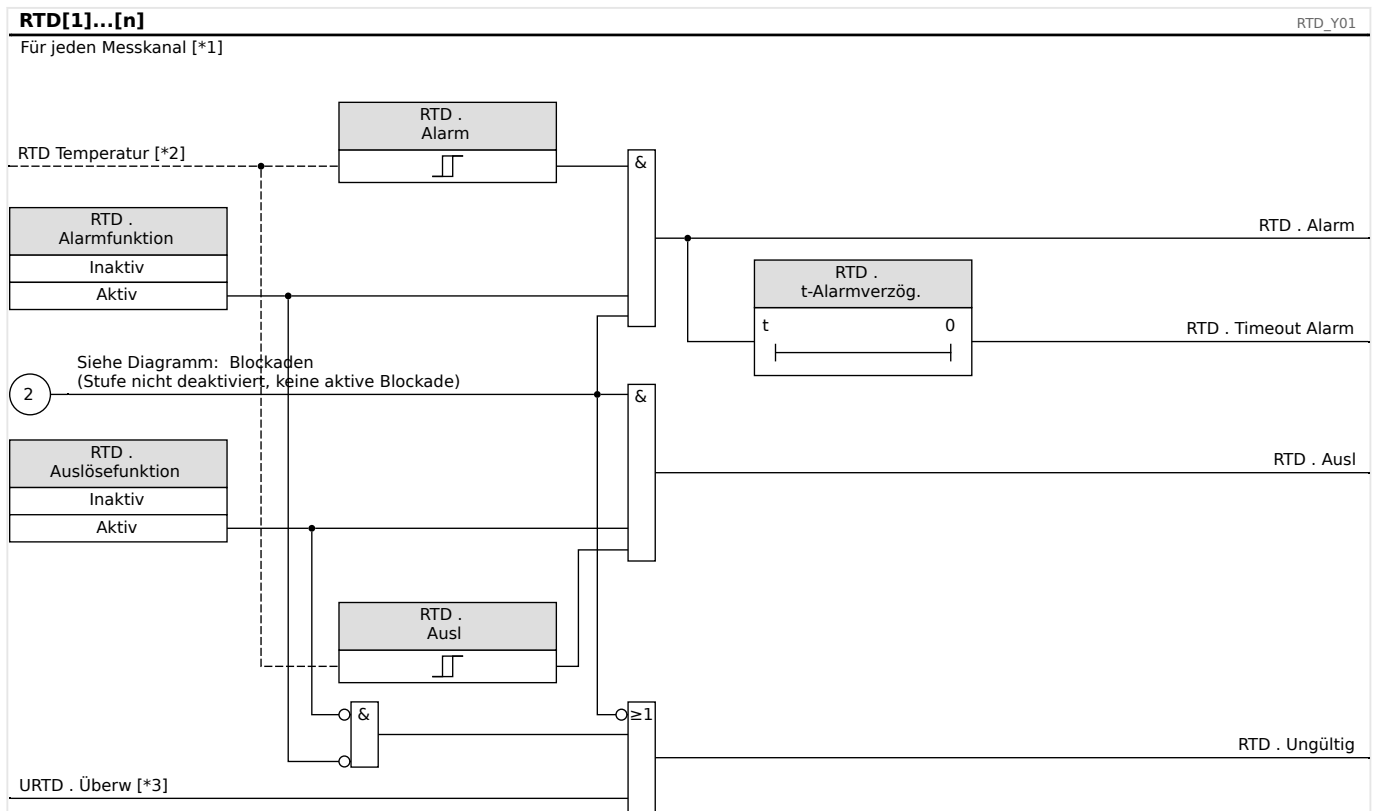 RTD[1]...[n]
RTD_Y01
Für jeden Messkanal [*1]
RTD .
Alarm
RTD Temperatur [*2]
&
RTD .
Alarmfunktion
Inaktiv
Aktiv
RTD . Alarm
RTD .
t-Alarmverzög.
t 0
RTD . Timeout Alarm
Siehe Diagramm: Blockaden
(Stufe nicht deaktiviert, keine aktive Blockade)
2
&
RTD .
Auslösefunktion
Inaktiv
Aktiv
RTD . Ausl
RTD .
Ausl
&
≥1
RTD . Ungültig
URTD . Überw [*3]